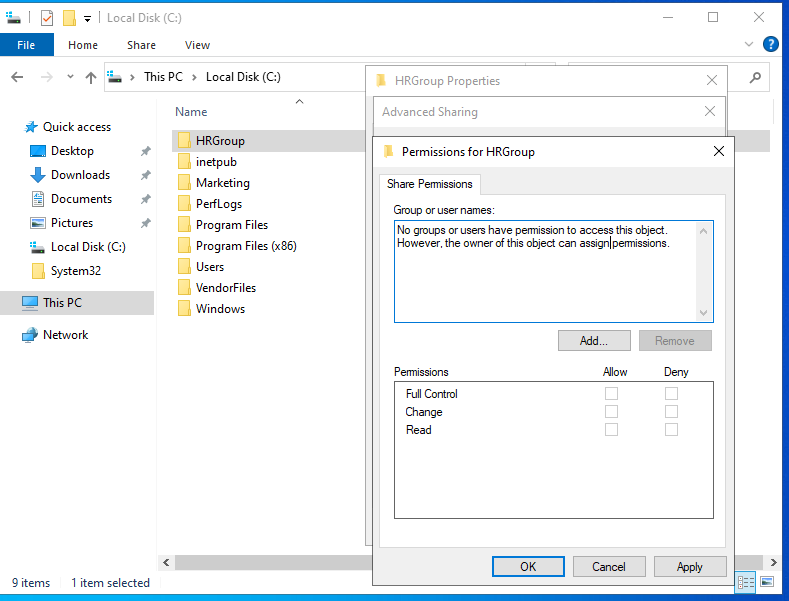 Local Disk (C:)
File Home Share View
This PC Local Disk (C:)
Name
Quick access
Desktop
Downloads
Documents
Pictures
Local Disk (C:)
System32
This PC
Network
HRGroup
inetpub
Marketing
PerfLogs
Program Files
Program Files (x86)
Users
VendorFiles
Windows
9 items 1 item selected
HRGroup Properties
Advanced Sharing
Permissions for HRGroup
Share Permissions
Group or user names:
No groups or users have permission to access this object.
However, the owner of this object can assign permissions.
Add... Remove
Permissions Allow Deny
Full Control
Change
Read
OK Cancel Apply